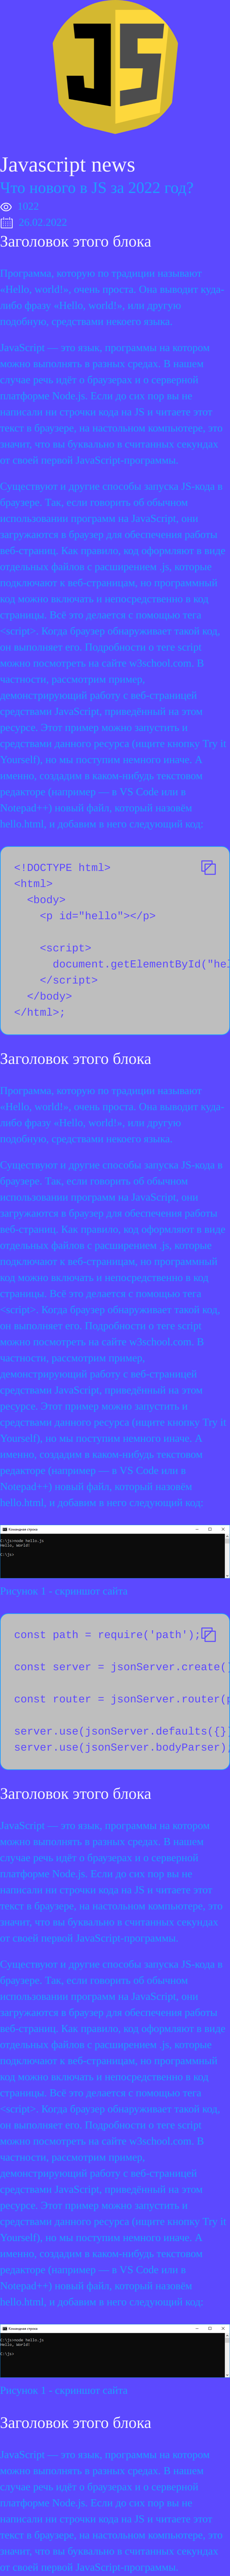 JS
Javascript news
Что нового в JS за 2022 год?
1022
26.02.2022
Заголовок этого блока
Программа, которую по традиции называют
«Hello, world!», очень проста. Она выводит куда-
либо фразу «Hello, world!», или другую
подобную, средствами некоего языка.
JavaScript — это язык, программы на котором
можно выполнять в разных средах. В нашем
случае речь идёт о браузерах и о серверной
платформе Node.js. Если до сих пор вы не
написали ни строчки кода на JS и читаете этот
текст в браузере, на настольном компьютере, это
значит, что вы буквально в считанных секундах
от своей первой JavaScript-программы.
Существуют и другие способы запуска JS-кода в
браузере. Так, если говорить об обычном
использовании программ на JavaScript, они
загружаются в браузер для обеспечения работы
веб-страниц. Как правило, код оформляют в виде
отдельных файлов с расширением .js, которые
подключают к веб-страницам, но программный
код можно включать и непосредственно в код
страницы. Всё это делается с помощью тега
<script>. Когда браузер обнаруживает такой код,
он выполняет его. Подробности о теге script
можно посмотреть на сайте w3school.com. В
частности, рассмотрим пример,
демонстрирующий работу с веб-страницей
средствами JavaScript, приведённый на этом
ресурсе. Этот пример можно запустить и
средствами данного ресурса (ищите кнопку Try it
Yourself), но мы поступим немного иначе. А
именно, создадим в каком-нибудь текстовом
редакторе (например — в VS Code или в
Notepad++) новый файл, который назовём
hello.html, и добавим в него следующий код:
<!DOCTYPE html>
<html>
<body>
<p id="hello"></p>
<script>
document.getElementById("hel
</script>
</body>
</html>;
Заголовок этого блока
Программа, которую по традиции называют
«Hello, world!», очень проста. Она выводит куда-
либо фразу «Hello, world!», или другую
подобную, средствами некоего языка.
Существуют и другие способы запуска JS-кода в
браузере. Так, если говорить об обычном
использовании программ на JavaScript, они
загружаются в браузер для обеспечения работы
веб-страниц. Как правило, код оформляют в виде
отдельных файлов с расширением .js, которые
подключают к веб-страницам, но программный
код можно включать и непосредственно в код
страницы. Всё это делается с помощью тега
<script>. Когда браузер обнаруживает такой код,
он выполняет его. Подробности о теге script
можно посмотреть на сайте w3school.com. В
частности, рассмотрим пример,
демонстрирующий работу с веб-страницей
средствами JavaScript, приведённый на этом
ресурсе. Этот пример можно запустить и
средствами данного ресурса (ищите кнопку Try it
Yourself), но мы поступим немного иначе. А
именно, создадим в каком-нибудь текстовом
редакторе (например — в VS Code или в
Notepad++) новый файл, который назовём
hello.html, и добавим в него следующий код:
Командная строка
C:\js>node hello.js
Hello, World!
C:\js>
Рисунок 1 - скриншот сайта
const path = require('path');
const server = jsonServer.create()
const router = jsonServer.router(p
server.use(jsonServer.defaults({})
server.use(jsonServer.bodyParser);
Заголовок этого блока
JavaScript — это язык, программы на котором
можно выполнять в разных средах. В нашем
случае речь идёт о браузерах и о серверной
платформе Node.js. Если до сих пор вы не
написали ни строчки кода на JS и читаете этот
текст в браузере, на настольном компьютере, это
значит, что вы буквально в считанных секундах
от своей первой JavaScript-программы.
Существуют и другие способы запуска JS-кода в
браузере. Так, если говорить об обычном
использовании программ на JavaScript, они
загружаются в браузер для обеспечения работы
веб-страниц. Как правило, код оформляют в виде
отдельных файлов с расширением .js, которые
подключают к веб-страницам, но программный
код можно включать и непосредственно в код
страницы. Всё это делается с помощью тега
<script>. Когда браузер обнаруживает такой код,
он выполняет его. Подробности о теге script
можно посмотреть на сайте w3school.com. В
частности, рассмотрим пример,
демонстрирующий работу с веб-страницей
средствами JavaScript, приведённый на этом
ресурсе. Этот пример можно запустить и
средствами данного ресурса (ищите кнопку Try it
Yourself), но мы поступим немного иначе. А
именно, создадим в каком-нибудь текстовом
редакторе (например — в VS Code или в
Notepad++) новый файл, который назовём
hello.html, и добавим в него следующий код:
Командная строка
C:\js>node hello.js
Hello, World!
C:\js>
Рисунок 1 - скриншот сайта
Заголовок этого блока
JavaScript — это язык, программы на котором
можно выполнять в разных средах. В нашем
случае речь идёт о браузерах и о серверной
платформе Node.js. Если до сих пор вы не
написали ни строчки кода на JS и читаете этот
текст в браузере, на настольном компьютере, это
значит, что вы буквально в считанных секундах
от своей первой JavaScript-программы.